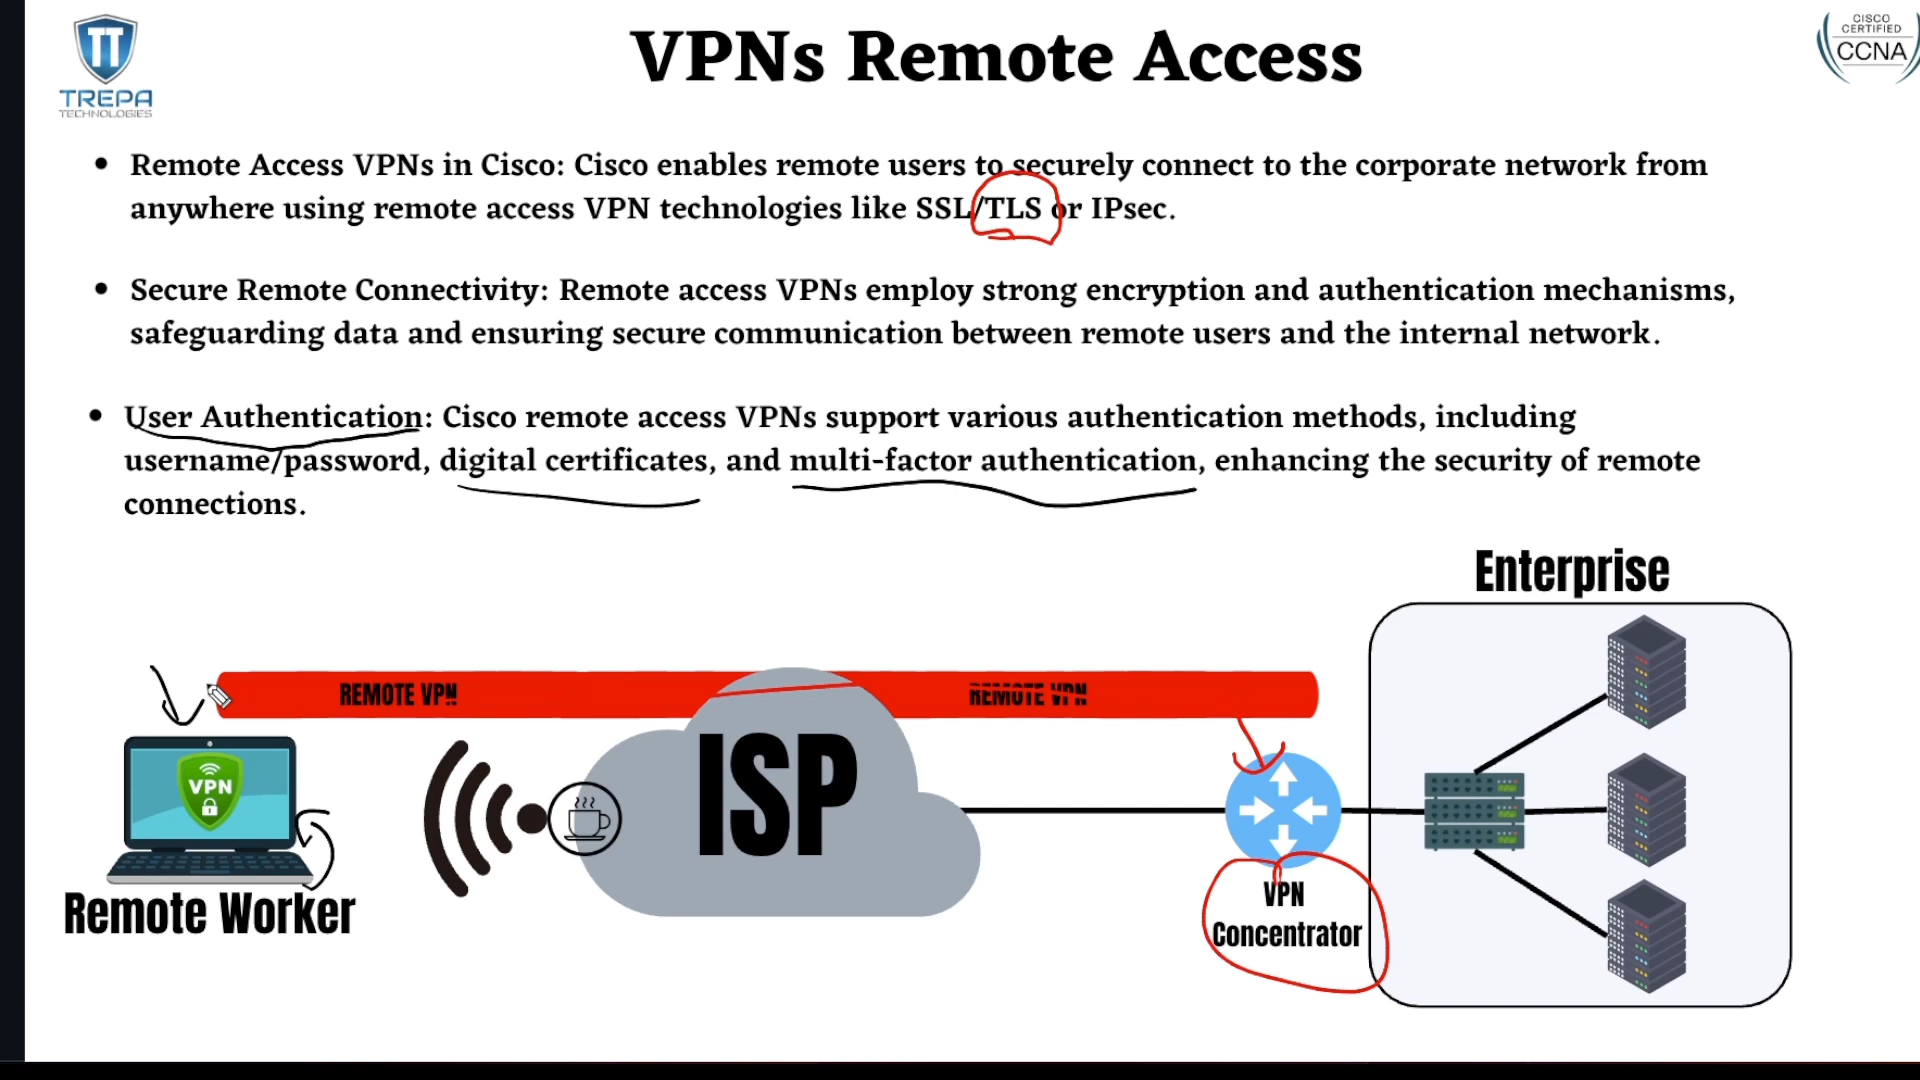 TT
TREPA
TECHNOLOGIES
VPNs Remote Access
CISCO
CERTIFIED
CCNA
• Remote Access VPNs in Cisco: Cisco enables remote users to securely connect to the corporate network from
anywhere using remote access VPN technologies like SSL/TLS or IPsec.
• Secure Remote Connectivity: Remote access VPNs employ strong encryption and authentication mechanisms,
safeguarding data and ensuring secure communication between remote users and the internal network.
• User Authentication: Cisco remote access VPNs support various authentication methods, including
username/password, digital certificates, and multi-factor authentication, enhancing the security of remote
connections.
Enterprise
REMOTE VPN
REMOTE VPN
ISP
VPN
Remote Worker
VPN
Concentrator